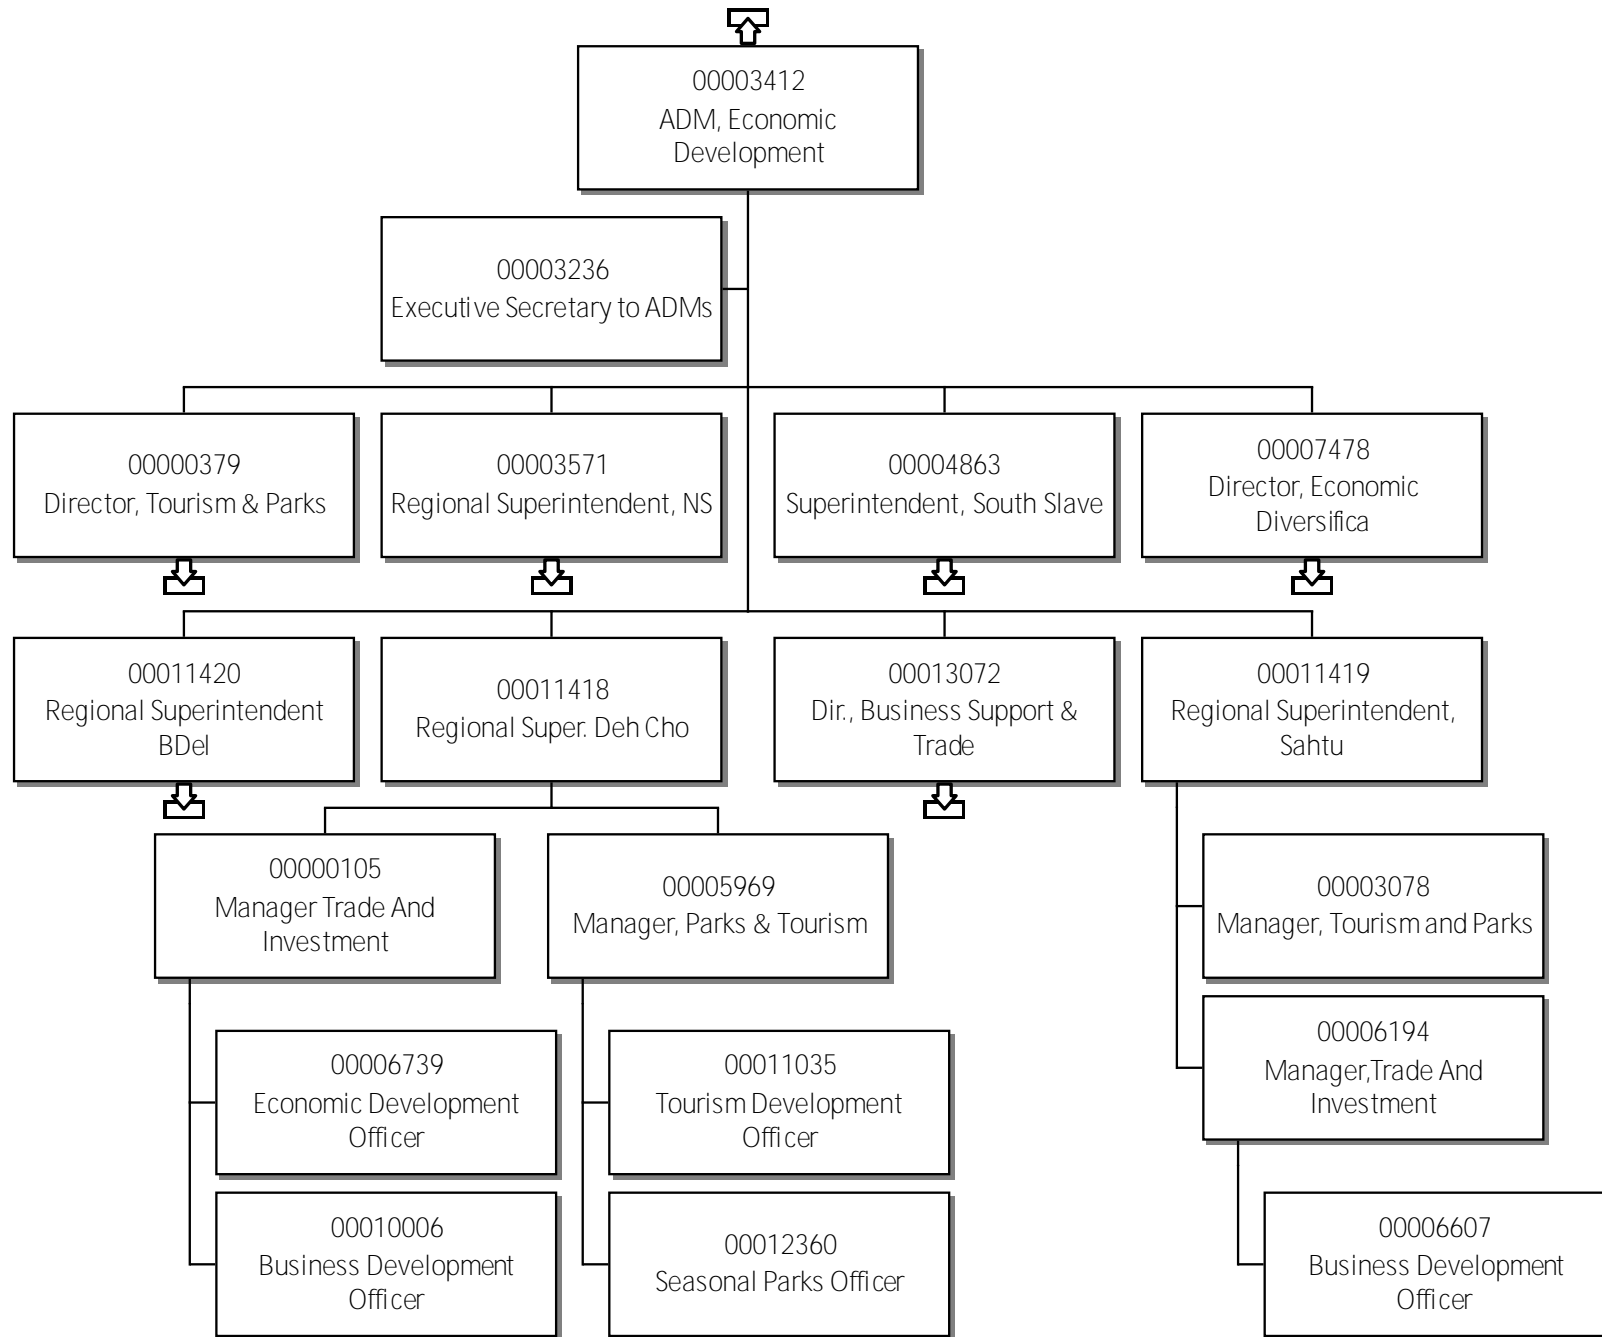 00003412
ADM, Economic
Development
00003236
Executive Secretary to ADMs
00000379
Director, Tourism & Parks
00003571
Regional Superintendent, NS
00004863
Superintendent, South Slave
00007478
Director, Economic
Diversifica
00011420
Regional Superintendent
BDel
00011418
Regional Super. Deh Cho
00013072
Dir., Business Support &
Trade
00011419
Regional Superintendent,
Sahtu
00000105
Manager Trade And
Investment
00005969
Manager, Parks & Tourism
00003078
Manager, Tourism and Parks
00006194
Manager,Trade And
Investment
00006739
Economic Development
Officer
00011035
Tourism Development
Officer
00010006
Business Development
Officer
00012360
Seasonal Parks Officer
00006607
Business Development
Officer